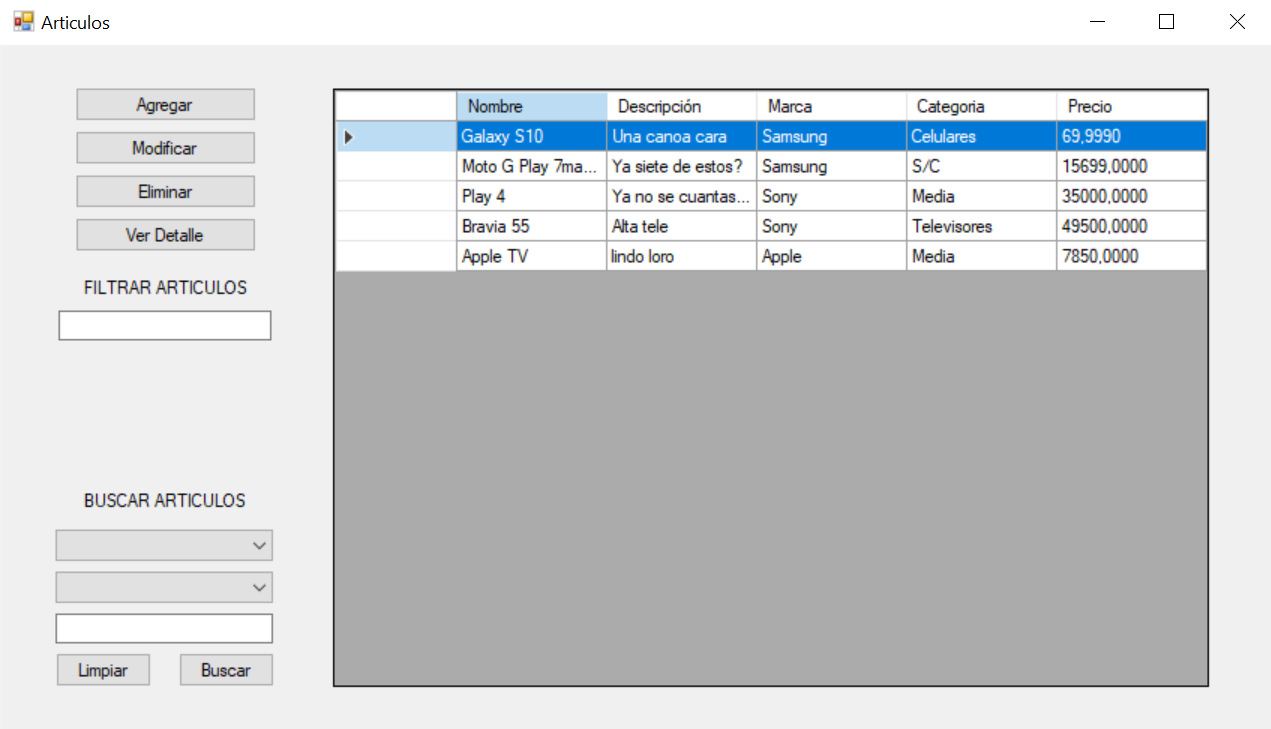 Articulos
Agregar
Modificar
Eliminar
Ver Detalle
FILTRAR ARTICULOS
BUSCAR ARTICULOS
Limpiar Buscar
Nombre Descripción Marca Categoria Precio
Galaxy S10 Una canoa cara Samsung Celulares 69,9990
Moto G Play 7ma... Ya siete de estos? Samsung S/C 15699,0000
Play 4 Ya no se cuantas... Sony Media 35000,0000
Bravia 55 Alta tele Sony Televisores 49500,0000
Apple TV lindo loro Apple Media 7850,0000